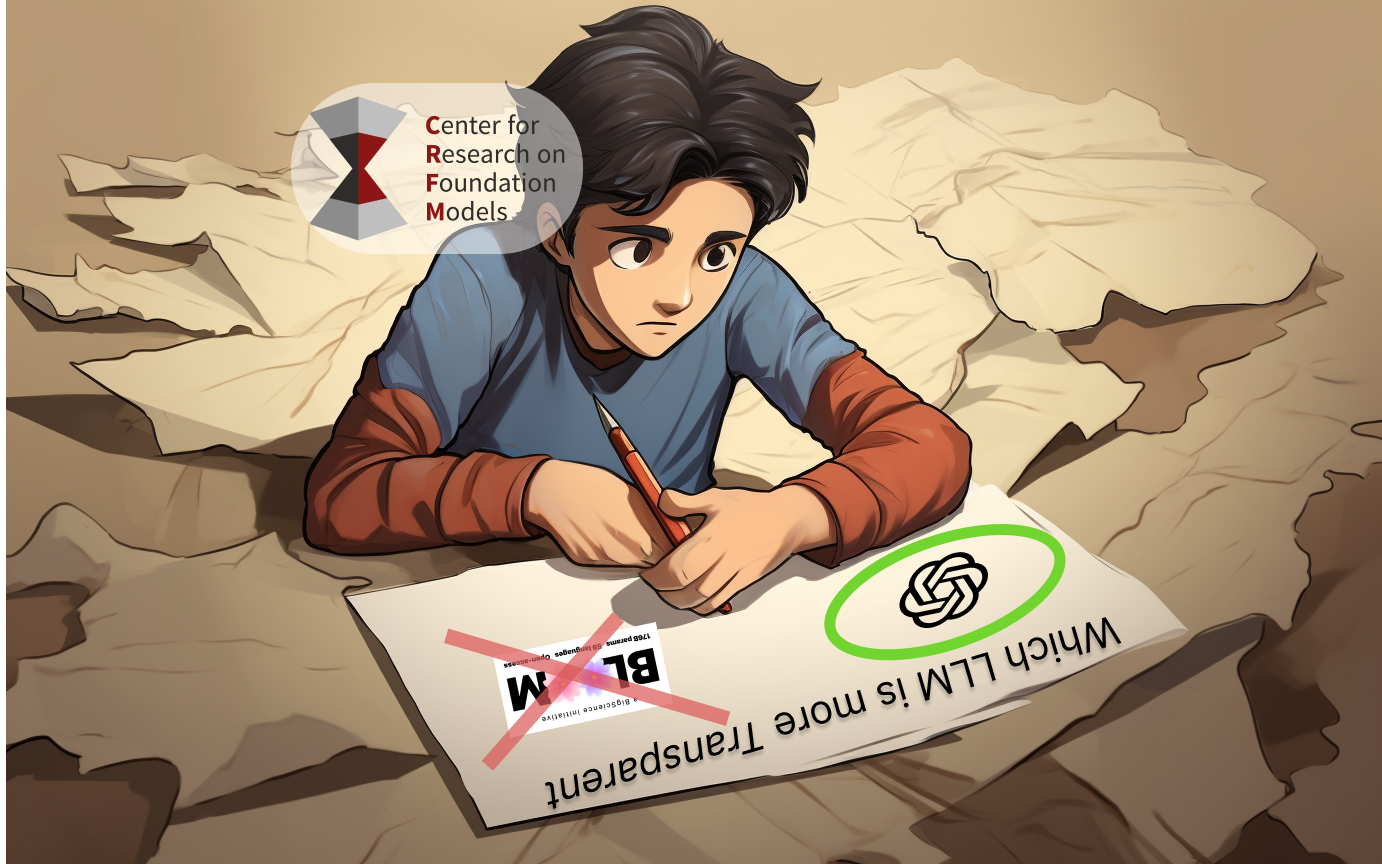 Center for
Research on
Foundation
Models
Which LLM is more Transparent
a BigScience initiative
BL M
176B params 59 languages Open-access